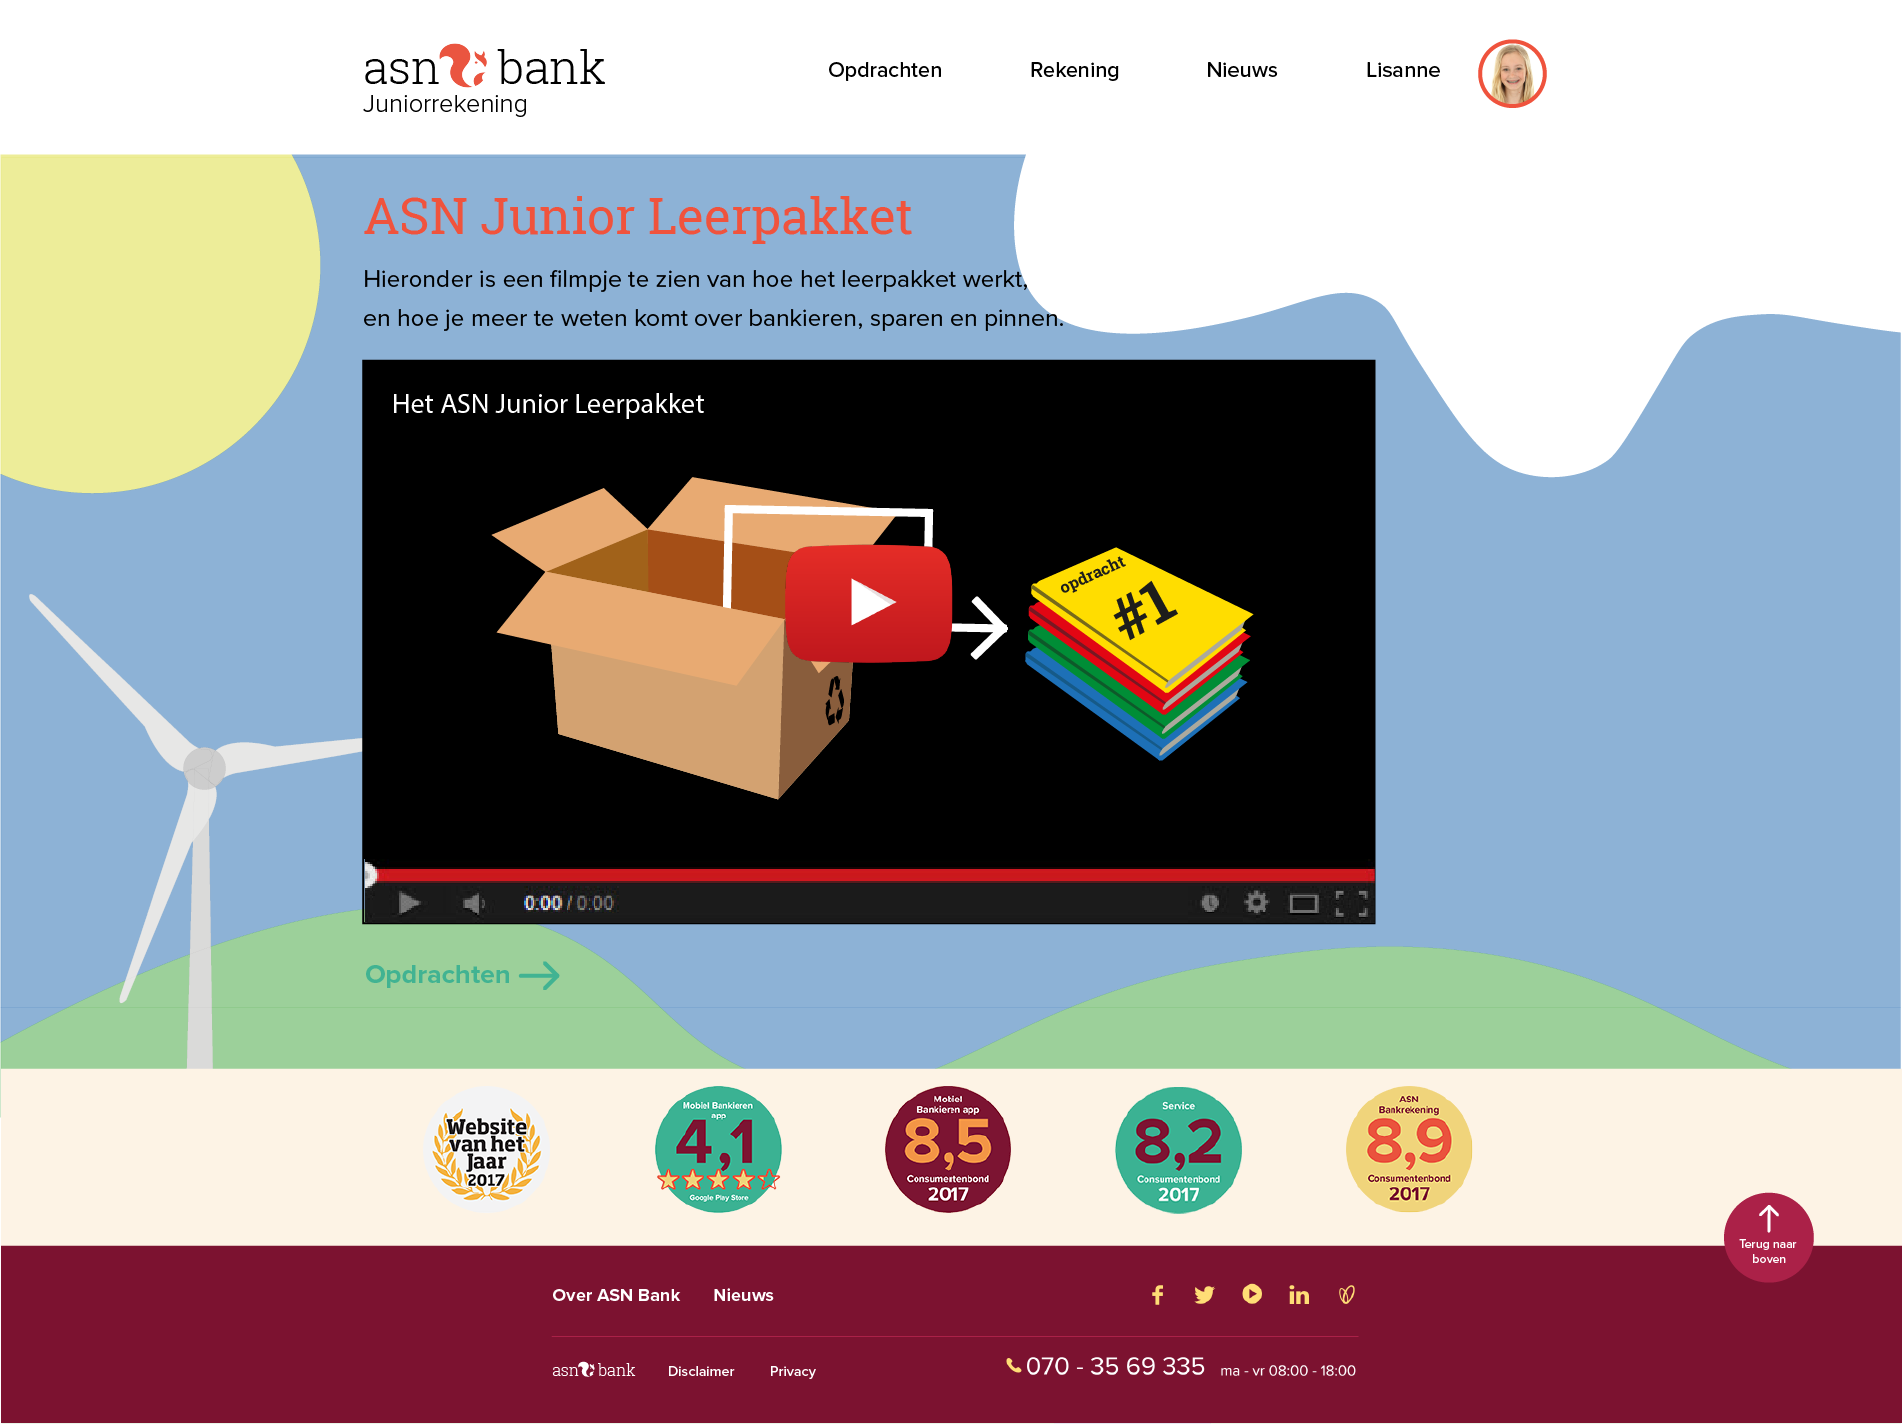 asn bank
Juniorrekening
Opdrachten
Rekening
Nieuws
Lisanne
ASN Junior Leerpakket
Hieronder is een filmpje te zien van hoe het leerpakket werkt,
en hoe je meer te weten komt over bankieren, sparen en pinnen.
Het ASN Junior Leerpakket
opdracht
#1
0:00 / 0:00
Opdrachten
Website
van het
Jaar
2017
Mobiel Bankieren
app
4,1
Google Play Store
Mobiel
Bankieren app
8,5
Consumentenbond
2017
Service
8,2
Consumentenbond
2017
ASN
Bankrekening
8,9
Consumentenbond
2017
Terug naar
boven
Over ASN Bank
Nieuws
asn bank
Disclaimer
Privacy
070 - 35 69 335
ma - vr 08:00 - 18:00